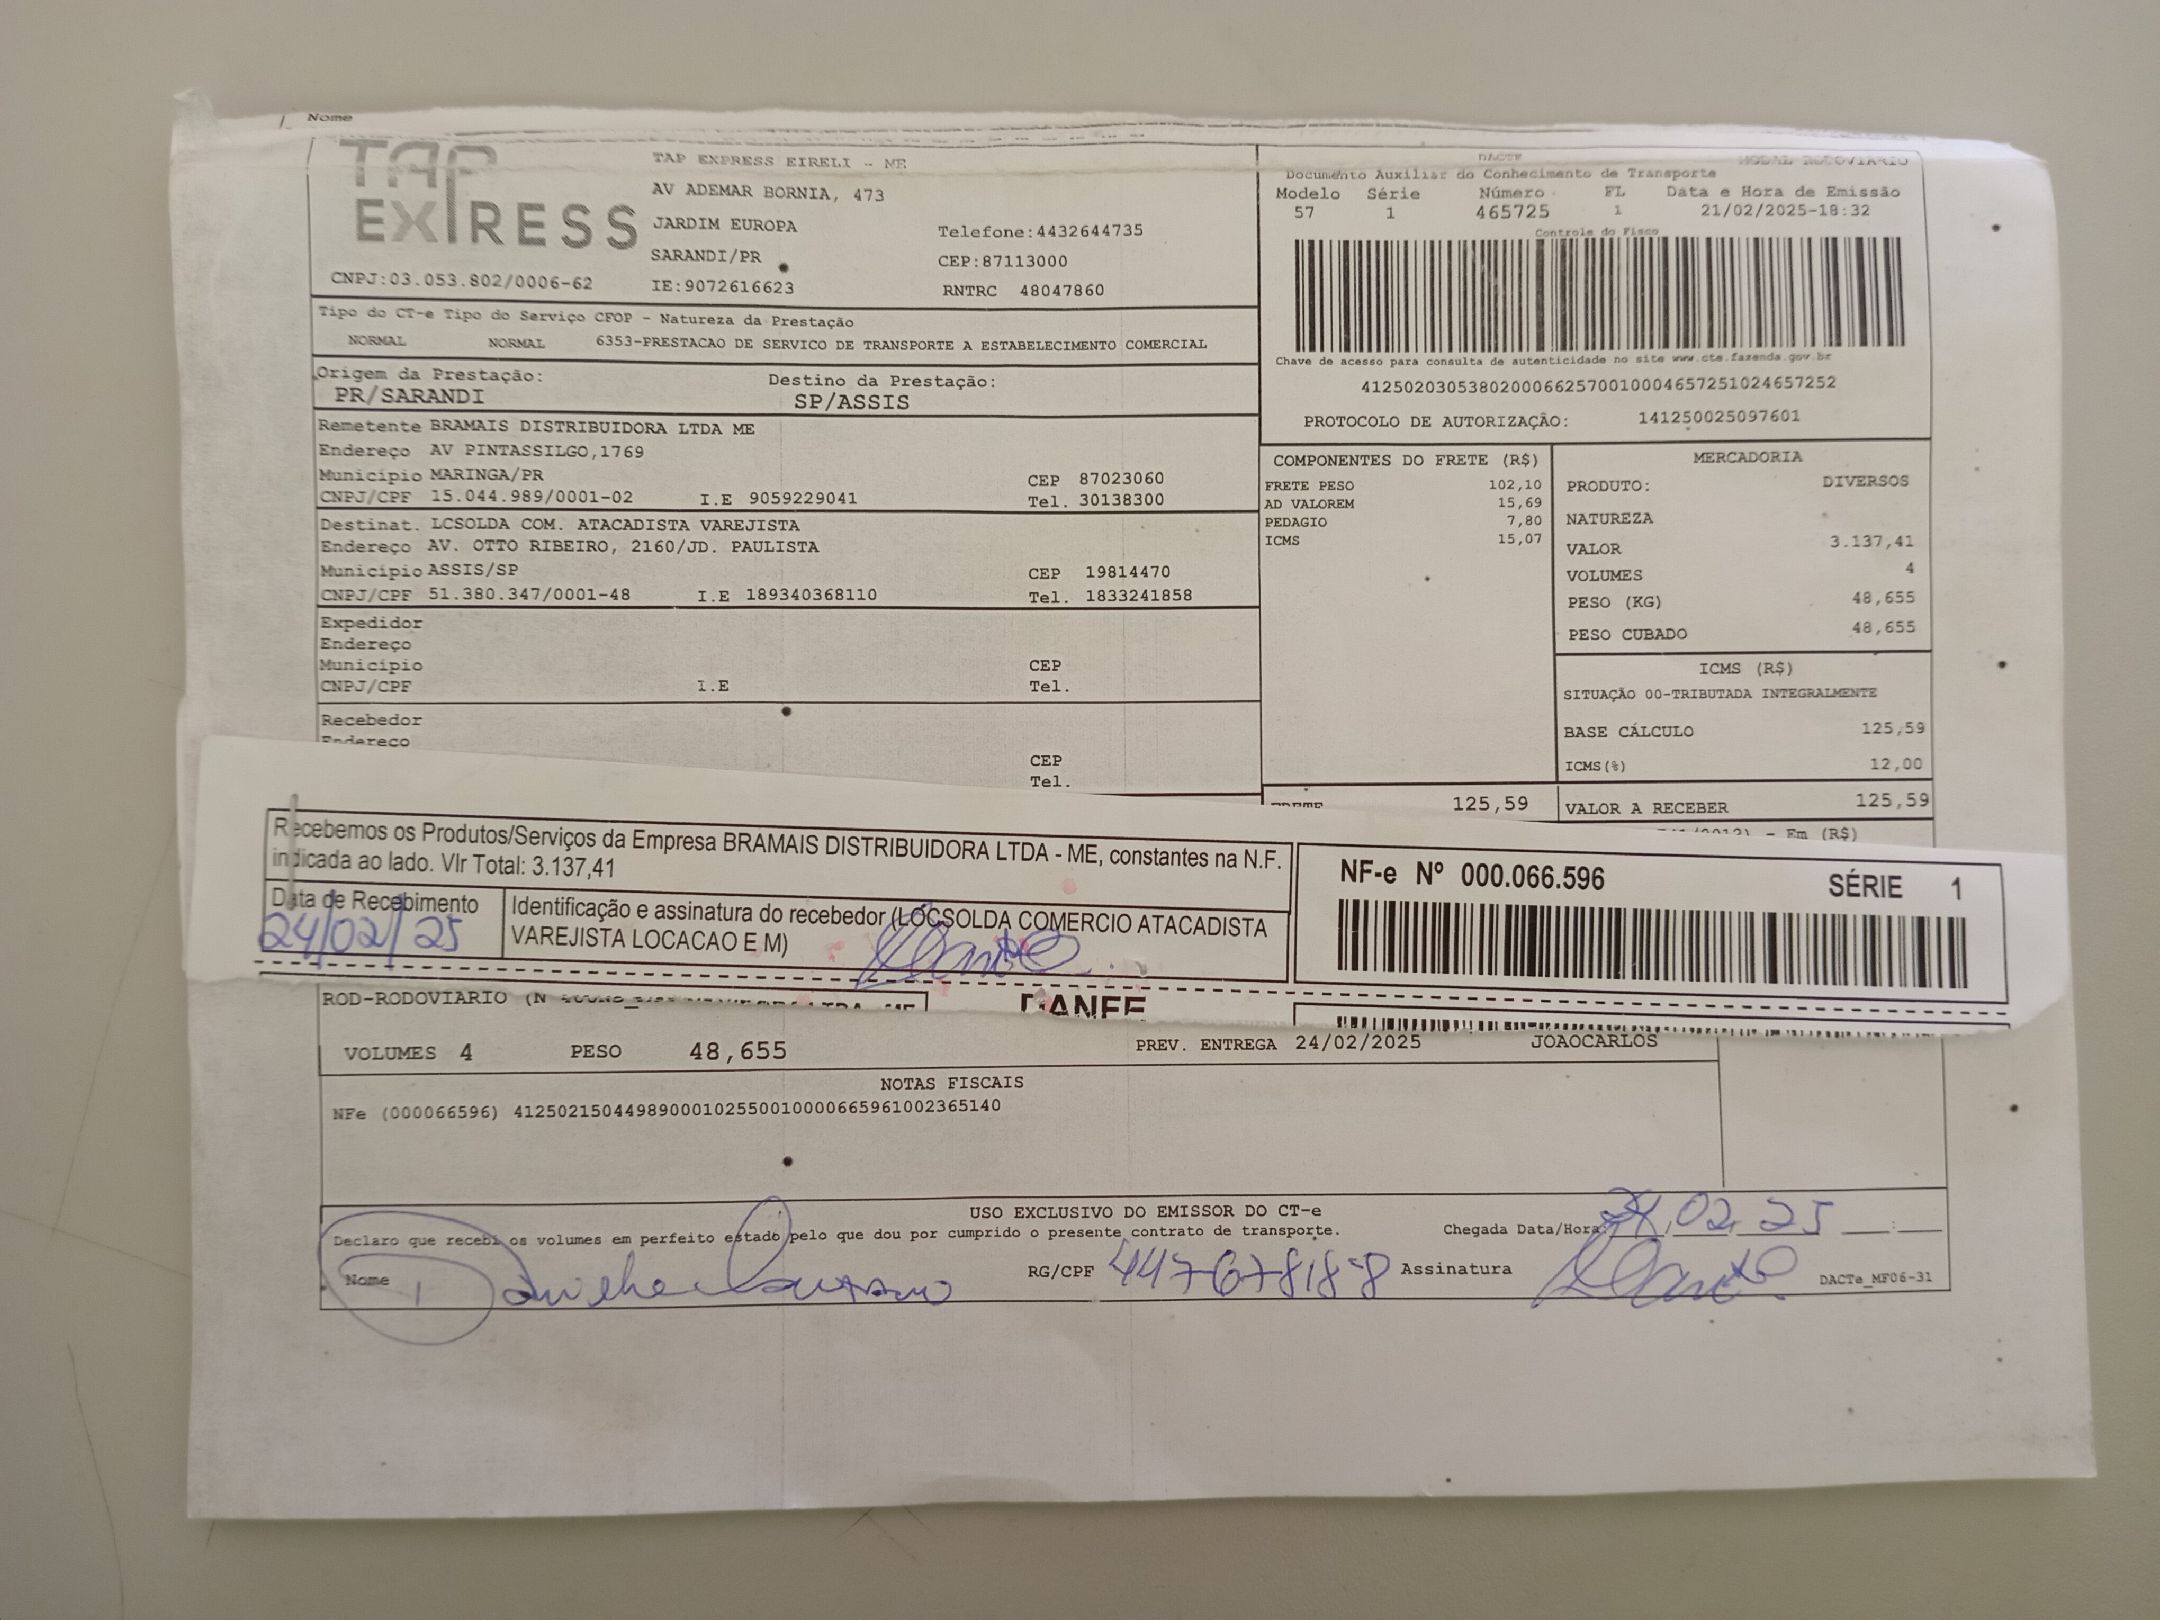 Nome
TAP EXPRESS
TAP EXPRESS EIRELI - ME
AV ADEMAR BORNIA, 473
JARDIM EUROPA Telefone:4432644735
SARANDI/PR CEP:87113000
CNPJ:03.053.802/0006-62 IE:9072616623 RNTRC 48047860
DACTE MODAL RODOVIARIO
Documento Auxiliar do Conhecimento de Transporte
Modelo Série Número FL Data e Hora de Emissão
57 1 465725 1 21/02/2025-18:32
Controle do Fisco
Chave de acesso para consulta de autenticidade no site www.cte.fazenda.gov.br
41250203053802000662570010004657251024657252
PROTOCOLO DE AUTORIZAÇÃO: 141250025097601
Tipo do CT-e Tipo do Serviço CFOP - Natureza da Prestação
NORMAL NORMAL 6353-PRESTACAO DE SERVICO DE TRANSPORTE A ESTABELECIMENTO COMERCIAL
Origem da Prestação: Destino da Prestação:
PR/SARANDI SP/ASSIS
Remetente BRAMAIS DISTRIBUIDORA LTDA ME
Endereço AV PINTASSILGO,1769
Município MARINGA/PR CEP 87023060
CNPJ/CPF 15.044.989/0001-02 I.E 9059229041 Tel. 30138300
Destinat. LCSOLDA COM. ATACADISTA VAREJISTA
Endereço AV. OTTO RIBEIRO, 2160/JD. PAULISTA
Município ASSIS/SP CEP 19814470
CNPJ/CPF 51.380.347/0001-48 I.E 189340368110 Tel. 1833241858
Expedidor
Endereço
Município CEP
CNPJ/CPF I.E Tel.
Recebedor
Endereço
CEP
Tel.
COMPONENTES DO FRETE (R$)
FRETE PESO 102,10
AD VALOREM 15,69
PEDAGIO 7,80
ICMS 15,07
MERCADORIA
PRODUTO: DIVERSOS
NATUREZA
VALOR 3.137,41
VOLUMES 4
PESO (KG) 48,655
PESO CUBADO 48,655
ICMS (R$)
SITUAÇÃO 00-TRIBUTADA INTEGRALMENTE
BASE CÁLCULO 125,59
ICMS(%) 12,00
FRETE 125,59 VALOR A RECEBER 125,59
- Em (R$)
Recebemos os Produtos/Serviços da Empresa BRAMAIS DISTRIBUIDORA LTDA - ME, constantes na N.F.
indicada ao lado. Vlr Total: 3.137,41
Data de Recebimento
24/02/25
Identificação e assinatura do recebedor (LOCSOLDA COMERCIO ATACADISTA
VAREJISTA LOCACAO E M)
NF-e Nº 000.066.596 SÉRIE 1
DANFE
ROD-RODOVIARIO (N
VOLUMES 4 PESO 48,655 PREV. ENTREGA 24/02/2025 JOAOCARLOS
NOTAS FISCAIS
NFe (000066596) 41250215044989000102550010000665961002365140
USO EXCLUSIVO DO EMISSOR DO CT-e
Declaro que recebi os volumes em perfeito estado pelo que dou por cumprido o presente contrato de transporte. Chegada Data/Hora: 24/02/25 __:__
Nome RG/CPF Assinatura DACTe_MF06-31